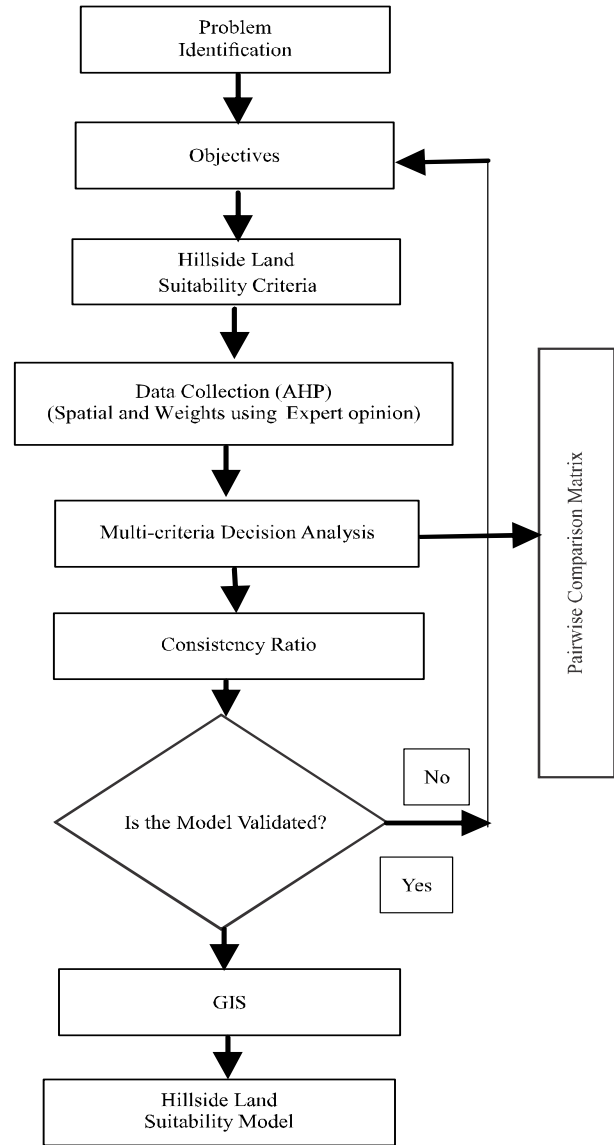 Problem
Identification
Objectives
Hillside Land
Suitability Criteria
Data Collection (AHP)
(Spatial and Weights using Expert opinion)
Multi-criteria Decision Analysis
Pairwise Comparison Matrix
Consistency Ratio
No
Is the Model Validated?
Yes
GIS
Hillside Land
Suitability Model